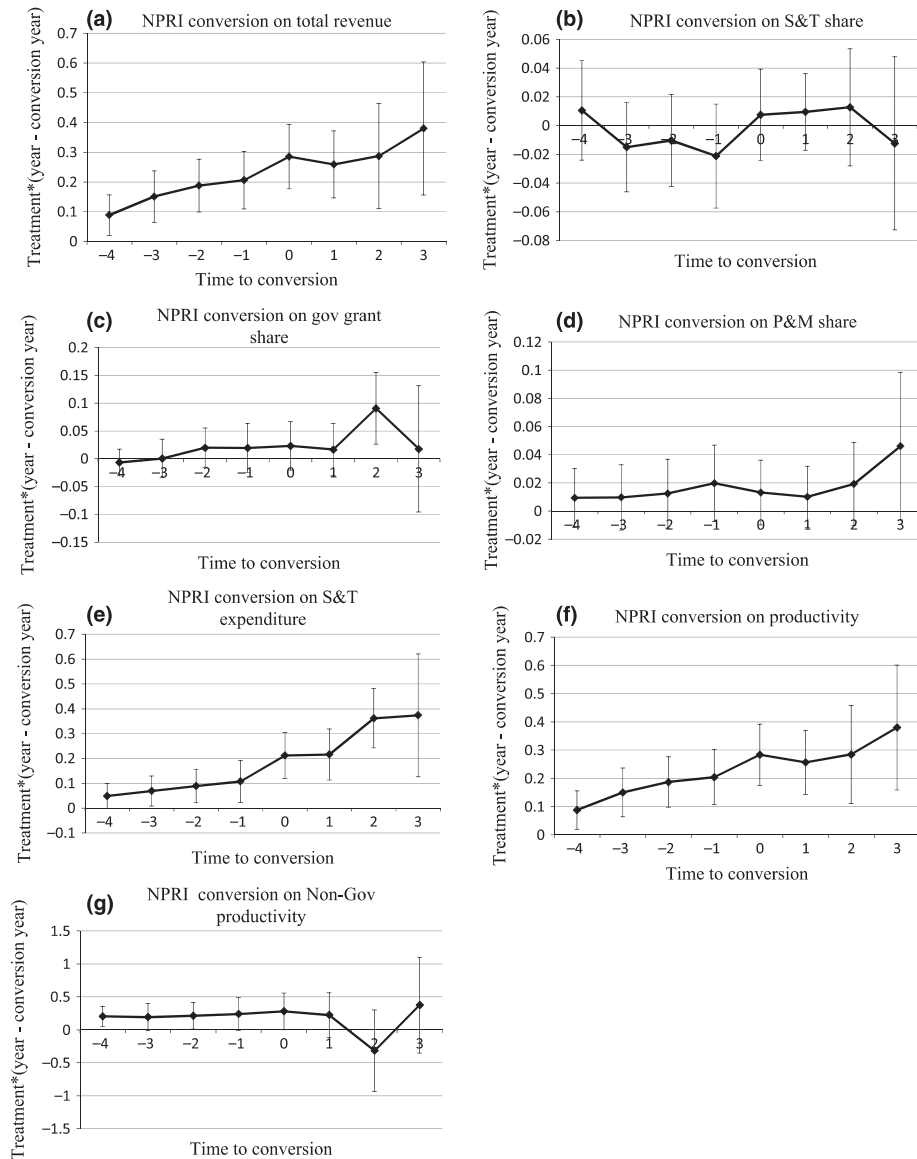 (a) NPRI conversion on total revenue
Treatment*(year - conversion year)
0.7
0.6
0.5
0.4
0.3
0.2
0.1
0
−4 −3 −2 −1 0 1 2 3
Time to conversion
(b) NPRI conversion on S&T share
Treatment*(year - conversion year)
0.06
0.04
0.02
0
−0.02
−0.04
−0.06
−0.08
−4 −3 −2 −1 0 1 2 3
Time to conversion
(c) NPRI conversion on gov grant
share
Treatment*(year - conversion year)
0.2
0.15
0.1
0.05
0
−0.05
−0.1
−0.15
−4 −3 −2 −1 0 1 2 3
Time to conversion
(d) NPRI conversion on P&M share
Treatment*(year - conversion year)
0.12
0.1
0.08
0.06
0.04
0.02
0
−0.02
−4 −3 −2 −1 0 1 2 3
Time to conversion
(e) NPRI conversion on S&T
expenditure
Treatment*(year - conversion year)
0.7
0.6
0.5
0.4
0.3
0.2
0.1
0
−0.1
−4 −3 −2 −1 0 1 2 3
Time to conversion
(f) NPRI conversion on productivity
Treatment*(year - conversion year)
0.7
0.6
0.5
0.4
0.3
0.2
0.1
0
−4 −3 −2 −1 0 1 2 3
Time to conversion
(g) NPRI conversion on Non-Gov
productivity
Treatment*(year - conversion year)
1.5
1
0.5
0
−0.5
−1
−1.5
−4 −3 −2 −1 0 1 2 3
Time to conversion